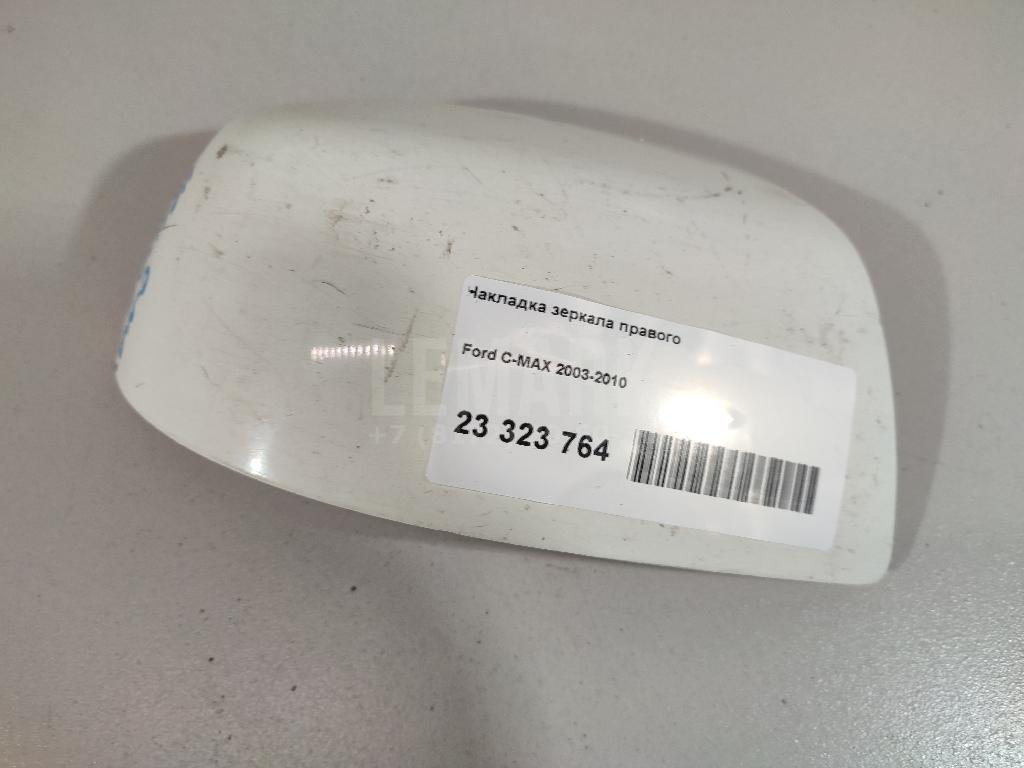 Накладка зеркала правого
Ford C-MAX 2003-2010
23 323 764